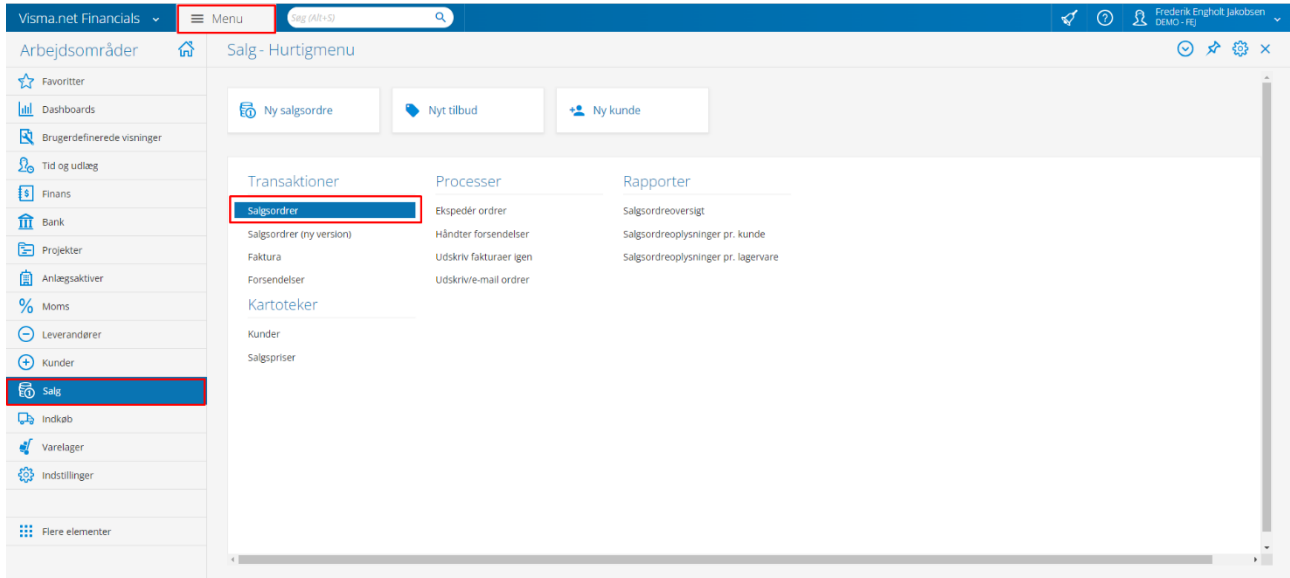 Visma.net Financials
Menu
Søg (Alt+S)
Frederik Engholt Jakobsen
DEMO - FEJ
Arbejdsområder
Salg - Hurtigmenu
Favoritter
Dashboards
Brugerdefinerede visninger
Tid og udlæg
Finans
Bank
Projekter
Anlægsaktiver
Moms
Leverandører
Kunder
Salg
Indkøb
Varelager
Indstillinger
Flere elementer
Ny salgsordre
Nyt tilbud
Ny kunde
Transaktioner
Salgsordrer
Salgsordrer (ny version)
Faktura
Forsendelser
Kartoteker
Kunder
Salgspriser
Processer
Ekspedér ordrer
Håndter forsendelser
Udskriv fakturaer igen
Udskriv/e-mail ordrer
Rapporter
Salgsordreoversigt
Salgsordreoplysninger pr. kunde
Salgsordreoplysninger pr. lagervare